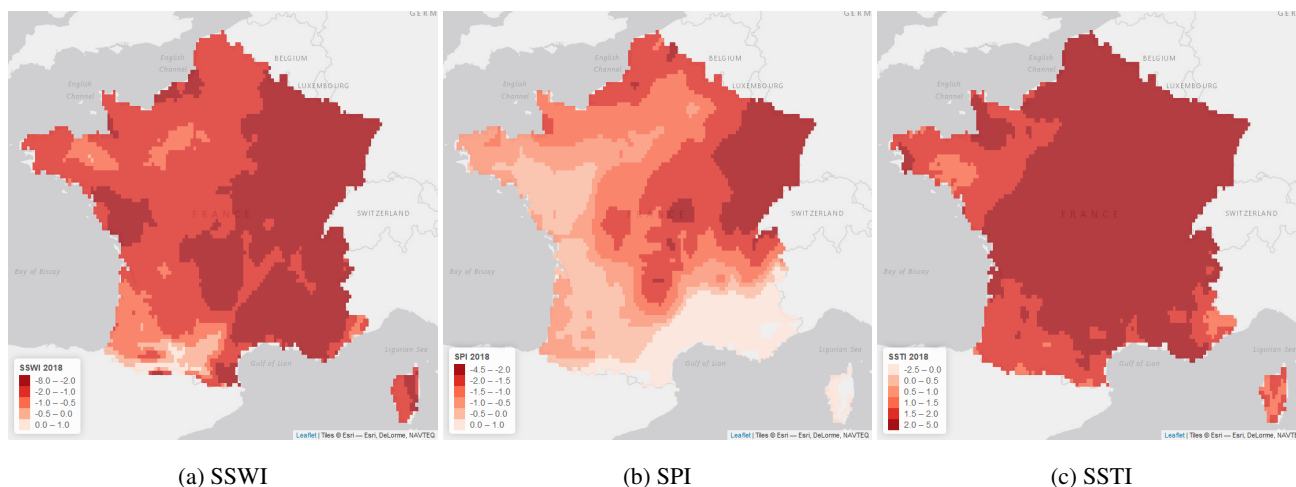 GERM
English
Channel
BELGIUM
LUXEMBOURG
English
Channel
FRANCE
SWITZERLAND
Bay of Biscay
Gulf of Lion
Ligurian Sea
SSWI 2018
-8.0 – -2.0
-2.0 – -1.0
-1.0 – -0.5
-0.5 – 0.0
0.0 – 1.0
Leaflet | Tiles © Esri — Esri, DeLorme, NAVTEQ
(a) SSWI
GERM
English
Channel
BELGIUM
LUXEMBOURG
English
Channel
FRANCE
SWITZERLAND
Bay of Biscay
Gulf of Lion
Ligurian Sea
SPI 2018
-4.5 – -2.0
-2.0 – -1.5
-1.5 – -1.0
-1.0 – -0.5
-0.5 – 0.0
0.0 – 1.0
Leaflet | Tiles © Esri — Esri, DeLorme, NAVTEQ
(b) SPI
GERM
English
Channel
BELGIUM
LUXEMBOURG
English
Channel
FRANCE
SWITZERLAND
Bay of Biscay
Gulf of Lion
Ligurian See
SSTI 2018
-2.5 – 0.0
0.0 – 0.5
0.5 – 1.0
1.0 – 1.5
1.5 – 2.0
2.0 – 5.0
Leaflet | Tiles © Esri — Esri, DeLorme, NAVTEQ
(c) SSTI